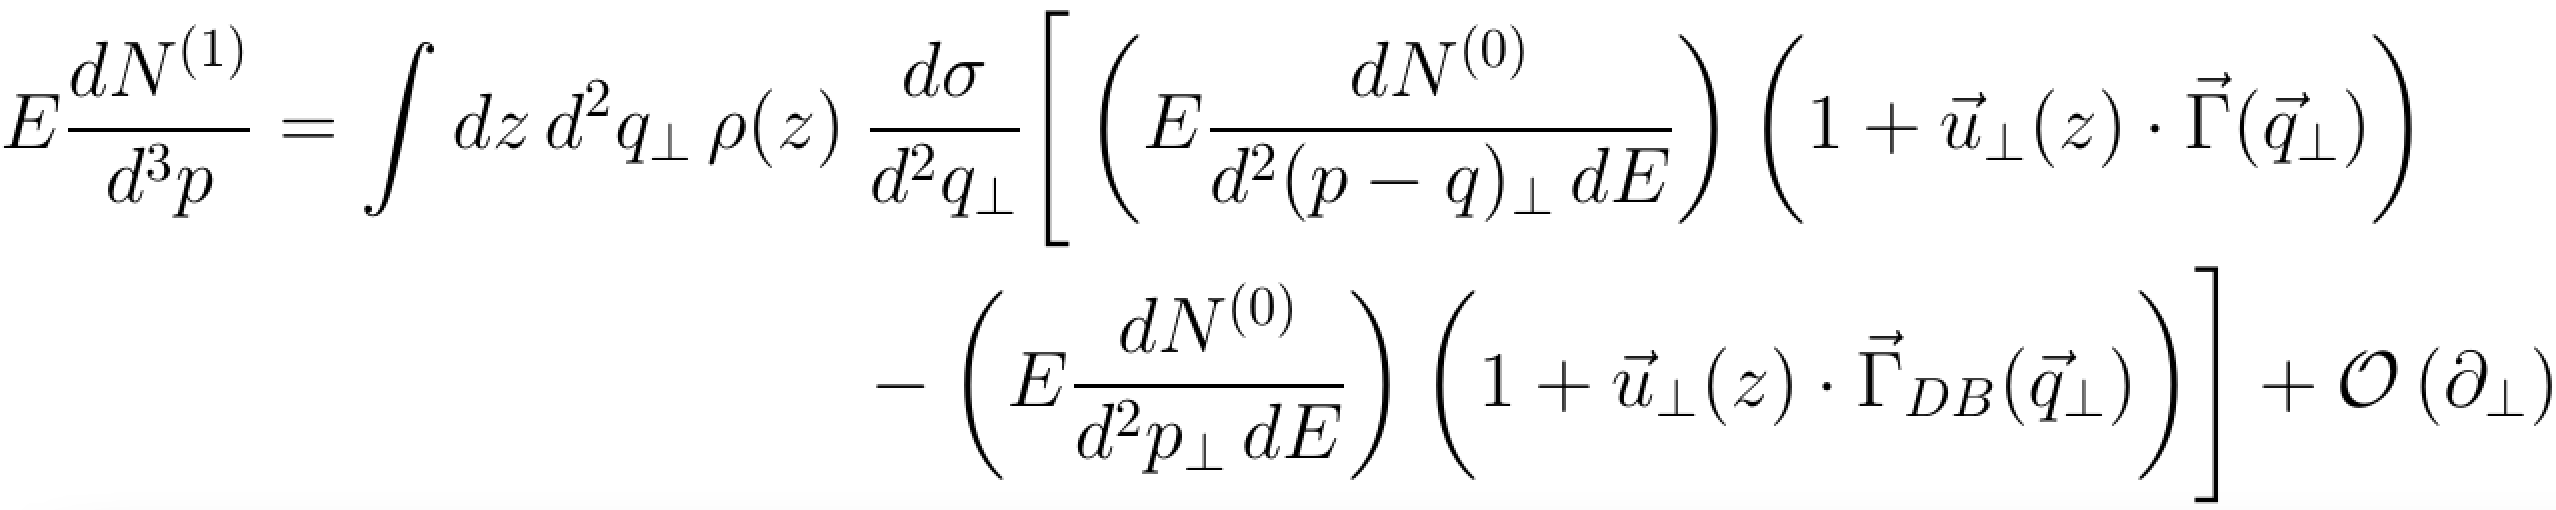 E \frac{dN^{(1)}}{d^3p} = \int dz \, d^2q_\perp \, \rho(z) \, \frac{d\sigma}{d^2q_\perp} \Bigg[ \left( E \frac{dN^{(0)}}{d^2(p-q)_\perp \, dE} \right) \left( 1 + \vec{u}_\perp(z) \cdot \vec{\Gamma}(\vec{q}_\perp) \right)
- \left( E \frac{dN^{(0)}}{d^2p_\perp \, dE} \right) \left( 1 + \vec{u}_\perp(z) \cdot \vec{\Gamma}_{DB}(\vec{q}_\perp) \right) \Bigg] + \mathcal{O}(\partial_\perp)